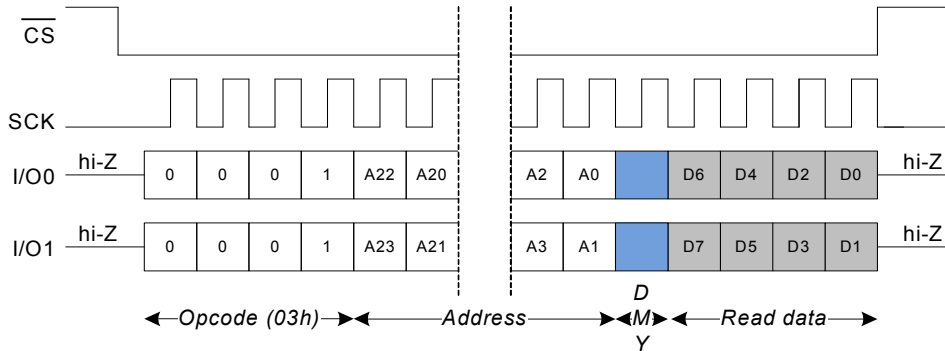 CS
SCK
I/O0 hi-Z 0 0 0 1 A22 A20 A2 A0 D6 D4 D2 D0 hi-Z
I/O1 hi-Z 0 0 0 1 A23 A21 A3 A1 D7 D5 D3 D1 hi-Z
Opcode (03h) Address D M Y Read data